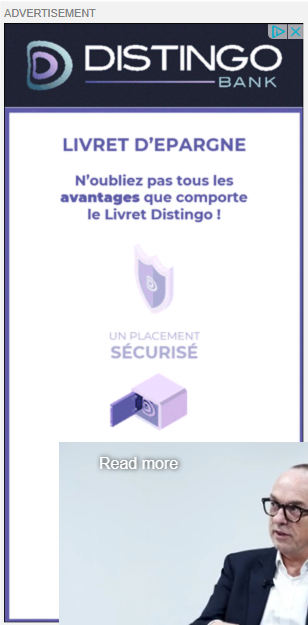 ADVERTISEMENT
DISTINGO
BANK
LIVRET D'EPARGNE
N'oubliez pas tous les
avantages que comporte
le Livret Distingo !
UN PLACEMENT
SÉCURISÉ
Read more